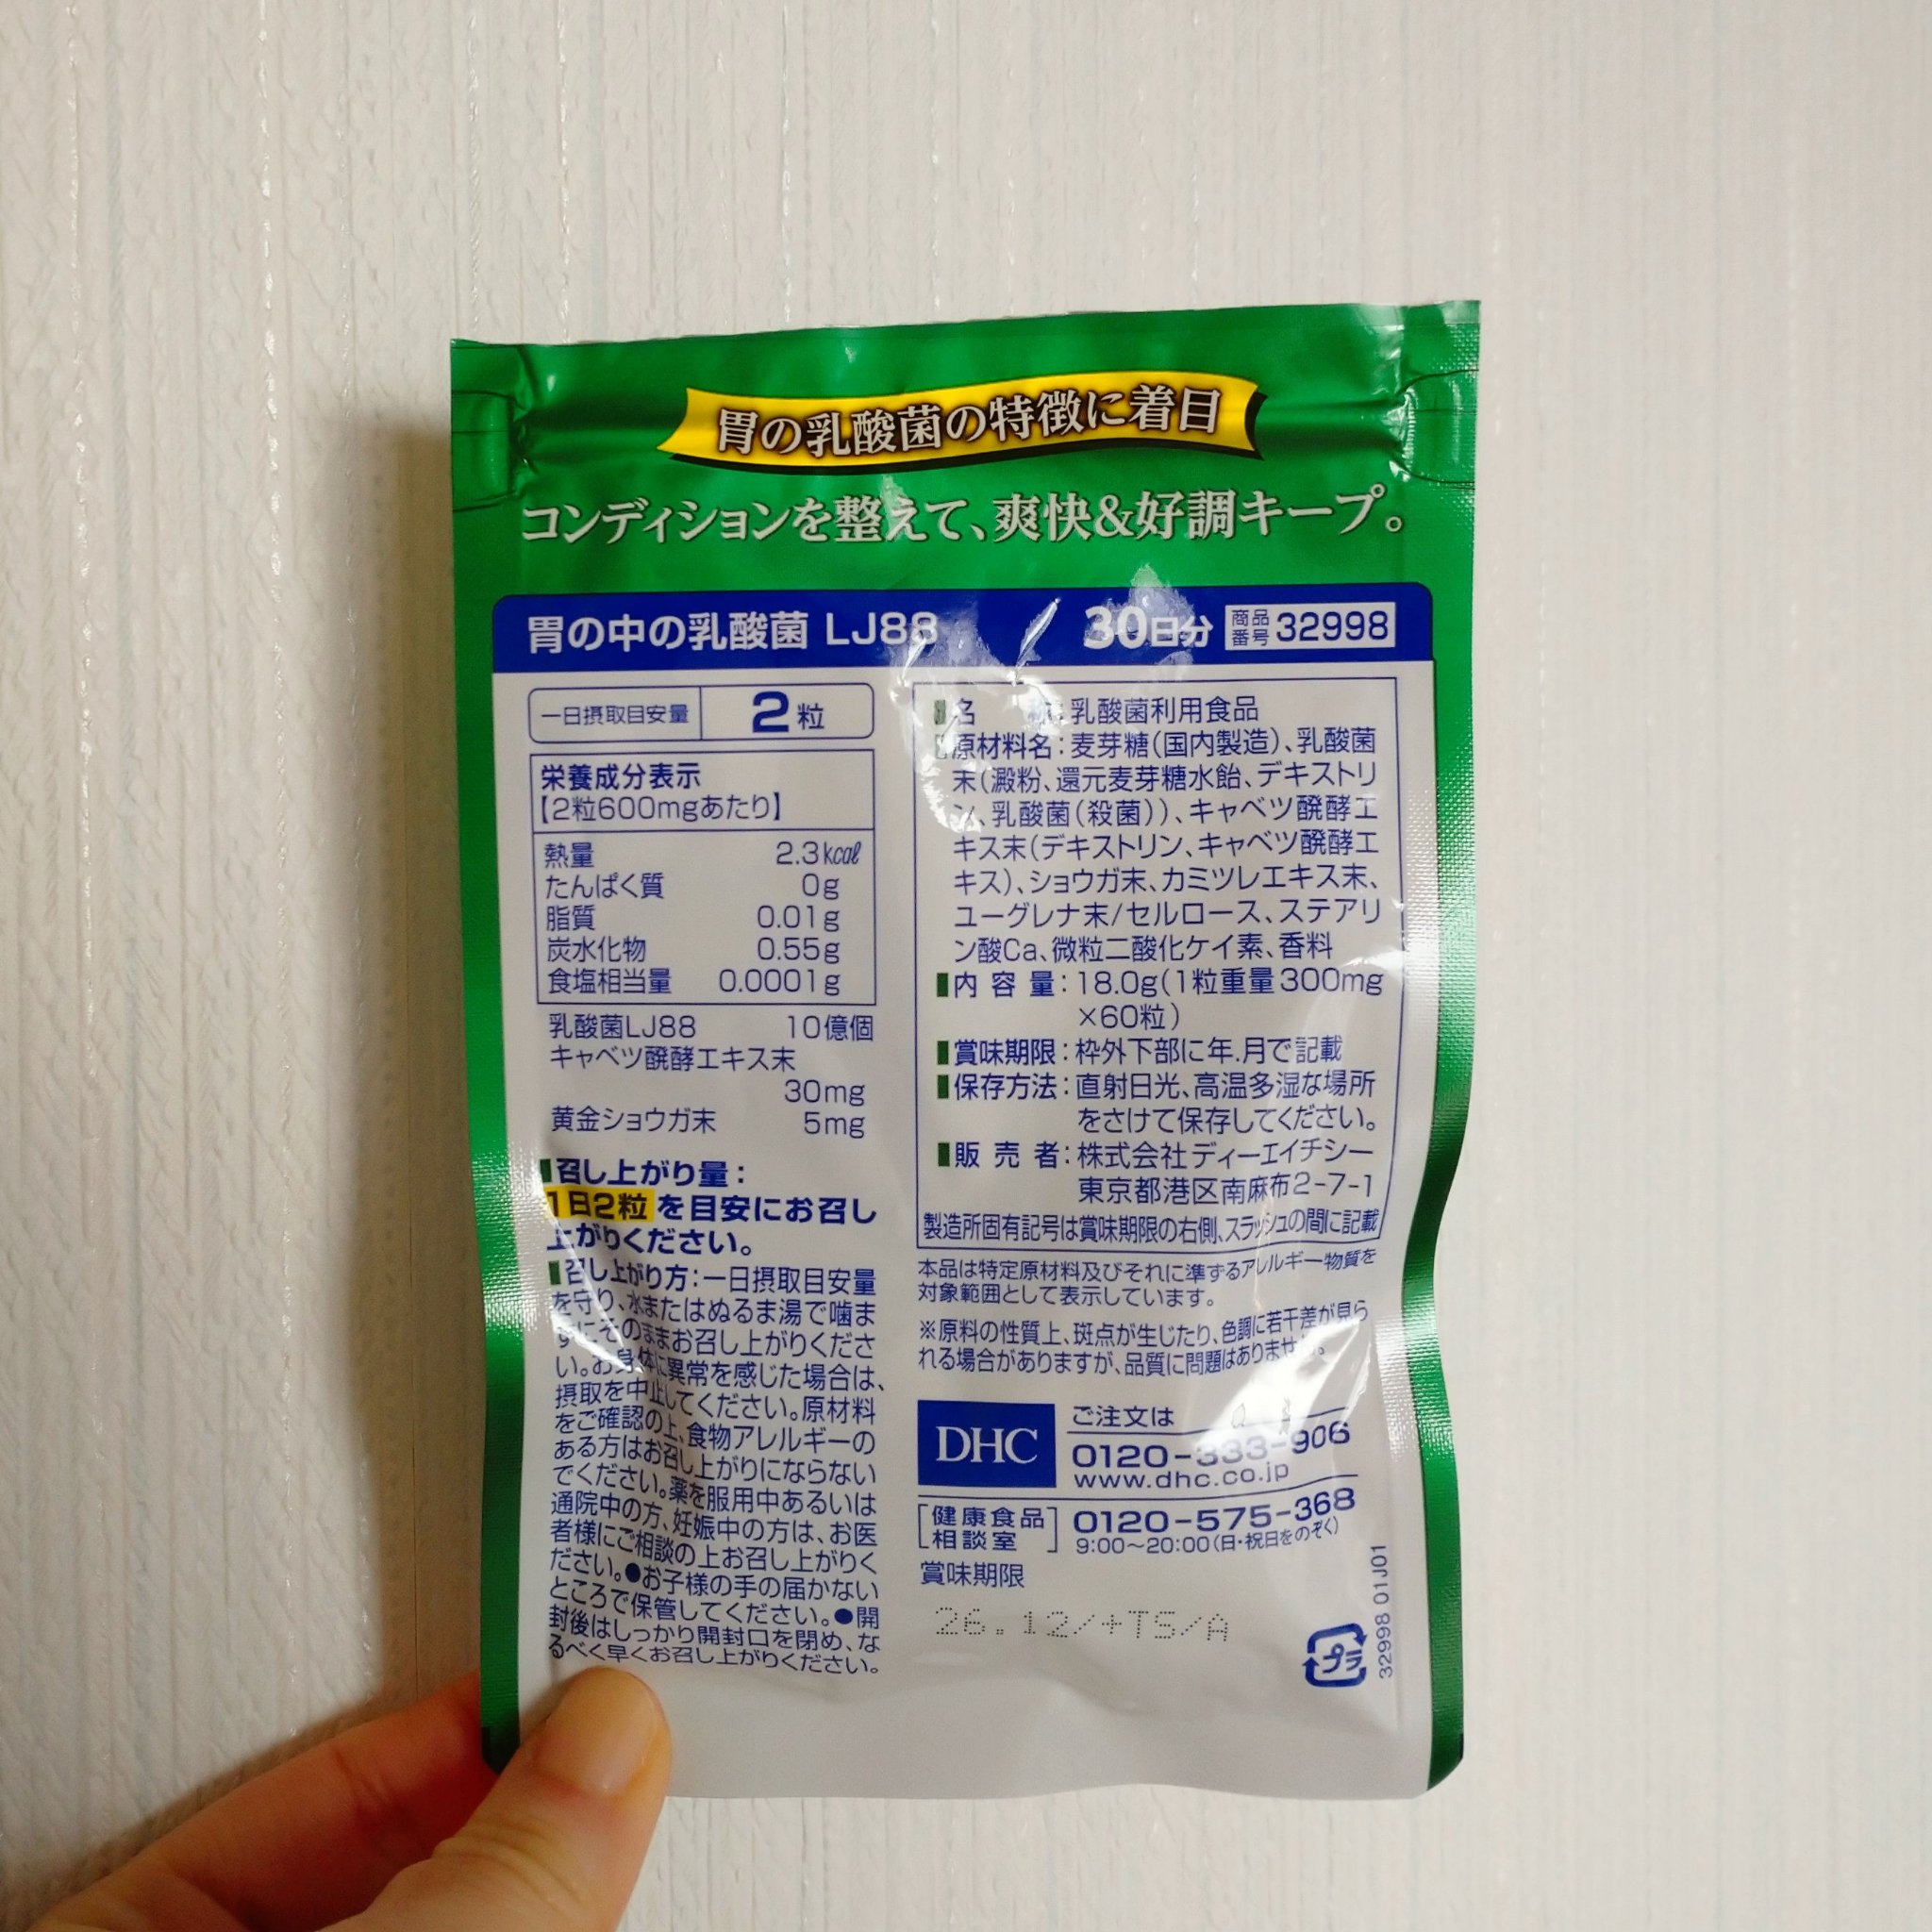 胃の乳酸菌の特徴に着目
コンディションを整えて、爽快&好調キープ。
胃の中の乳酸菌 LJ88 30日分 商品番号 32998
一日摂取目安量 2粒
栄養成分表示
【2粒600mgあたり】
熱量 2.3kcal
たんぱく質 0g
脂質 0.01g
炭水化物 0.55g
食塩相当量 0.0001g
乳酸菌LJ88 10億個
キャベツ醗酵エキス末
30mg
黄金ショウガ末 5mg
■召し上がり量:
1日2粒を目安にお召し
上がりください。
■召し上がり方:一日摂取目安量
を守り、水またはぬるま湯で噛ま
ずにそのままお召し上がりくださ
い。お身体に異常を感じた場合は、
摂取を中止してください。原材料
をご確認の上、食物アレルギーの
ある方はお召し上がりにならない
でください。薬を服用中あるいは
通院中の方、妊娠中の方は、お医
者様にご相談の上お召し上がりく
ださい。●お子様の手の届かない
ところで保管してください。●開
封後はしっかり開封口を閉め、な
るべく早くお召し上がりください。
■名 称:乳酸菌利用食品
■原材料名:麦芽糖(国内製造)、乳酸菌
末(澱粉、還元麦芽糖水飴、デキストリ
ン、乳酸菌(殺菌))、キャベツ醗酵エ
キス末(デキストリン、キャベツ醗酵エ
キス)、ショウガ末、カミツレエキス末、
ユーグレナ末/セルロース、ステアリ
ン酸Ca、微粒二酸化ケイ素、香料
■内容量:18.0g(1粒重量300mg
×60粒)
■賞味期限:枠外下部に年.月で記載
■保存方法:直射日光、高温多湿な場所
をさけて保存してください。
■販売者:株式会社ディーエイチシー
東京都港区南麻布2-7-1
製造所固有記号は賞味期限の右側、スラッシュの間に記載
本品は特定原材料及びそれに準ずるアレルギー物質を
対象範囲として表示しています。
※原料の性質上、斑点が生じたり、色調に若干差が見ら
れる場合がありますが、品質に問題はありません。
DHC
ご注文は
0120-333-906
www.dhc.co.jp
[健康食品相談室] 0120-575-368
9:00〜20:00(日・祝日をのぞく)
賞味期限
26.12/+TS/A
プラ
32998 01J01